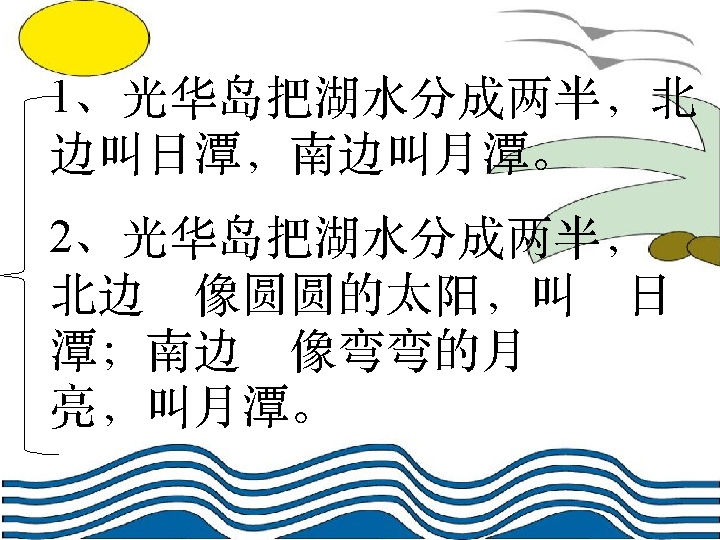 1、光华岛把湖水分成两半，北
边叫日潭，南边叫月潭。
2、光华岛把湖水分成两半，
北边　像圆圆的太阳，叫　日
潭；南边　像弯弯的月
亮，叫月潭。